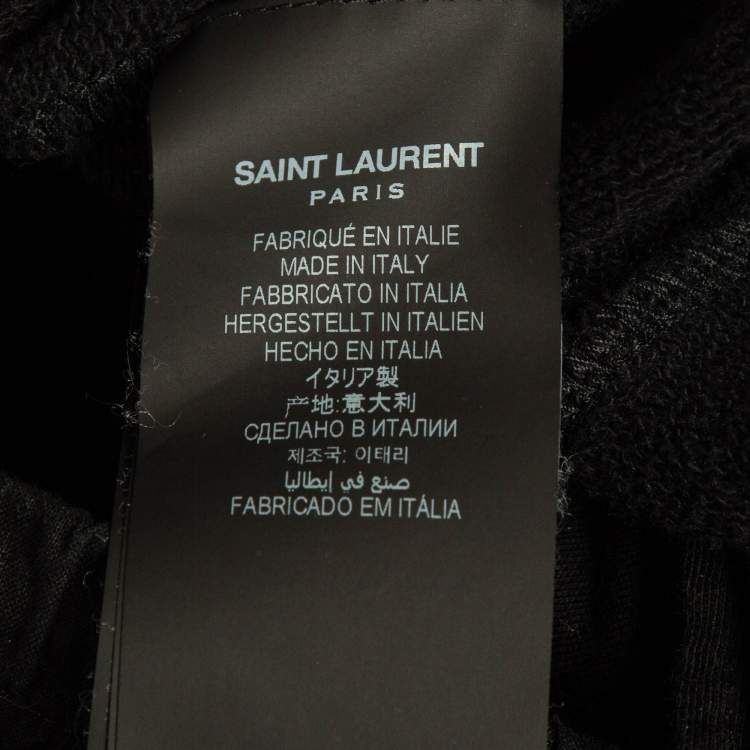 SAINT LAURENT
PARIS
FABRIQUÉ EN ITALIE
MADE IN ITALY
FABBRICATO IN ITALIA
HERGESTELLT IN ITALIEN
HECHO EN ITALIA
イタリア製
产地:意大利
СДЕЛАНО В ИТАЛИИ
제조국: 이태리
صنع في إيطاليا
FABRICADO EM ITÁLIA